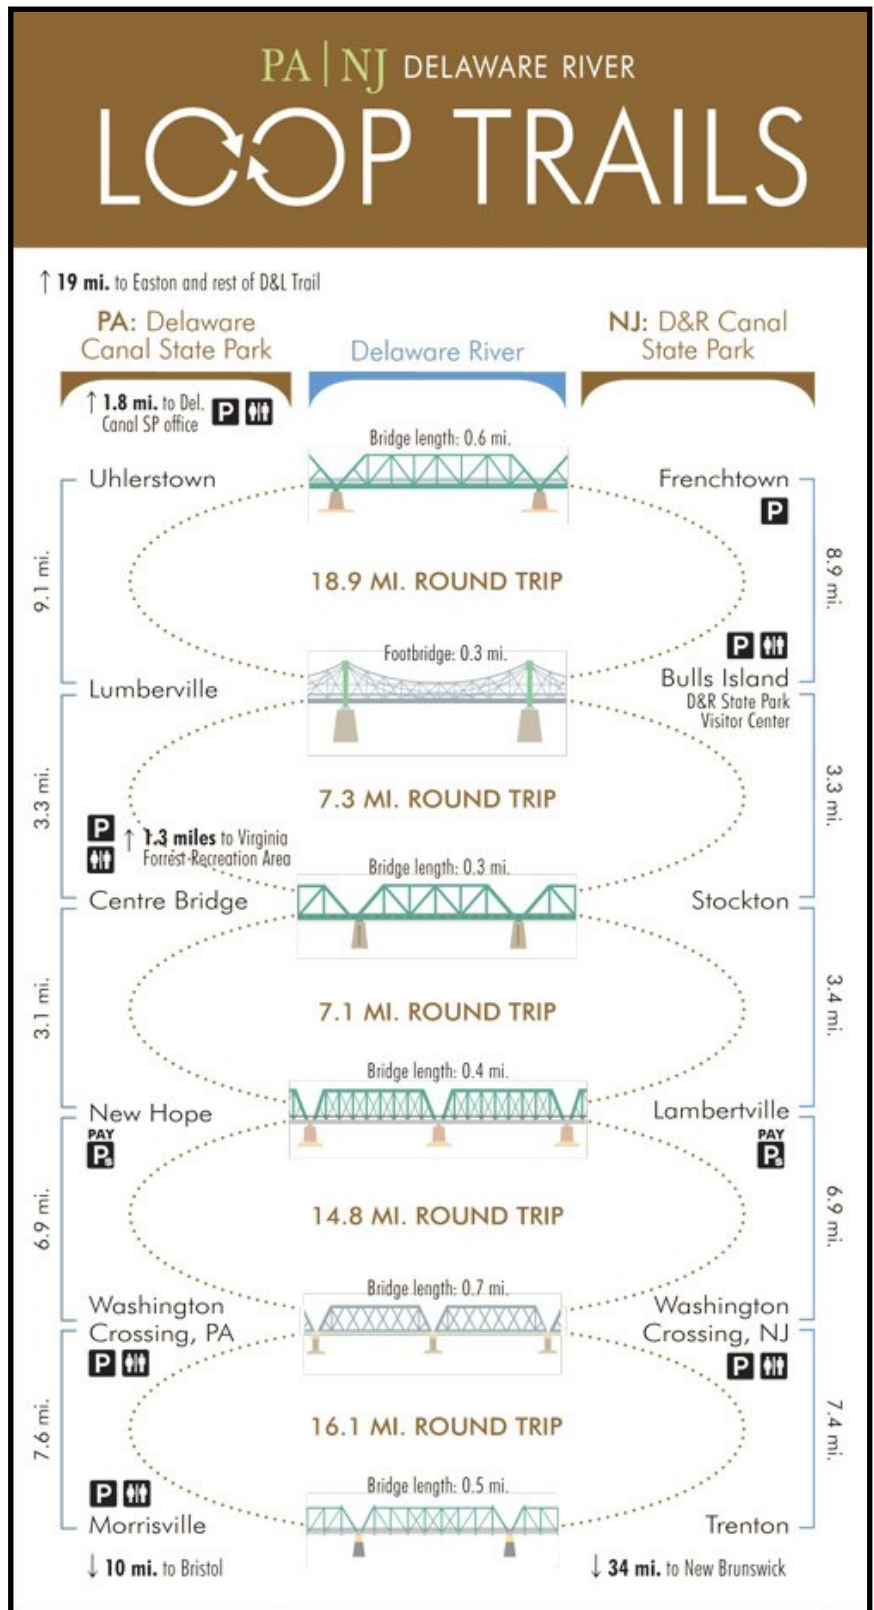 PA | NJ DELAWARE RIVER
LOOP TRAILS
↑ 19 mi. to Easton and rest of D&L Trail
PA: Delaware
Canal State Park
Delaware River
NJ: D&R Canal
State Park
↑ 1.8 mi. to Del.
Canal SP office
P
Bridge length: 0.6 mi.
Uhlerstown
Frenchtown
P
9.1 mi.
18.9 MI. ROUND TRIP
8.9 mi.
Footbridge: 0.3 mi.
P
Lumberville
Bulls Island
D&R State Park
Visitor Center
3.3 mi.
7.3 MI. ROUND TRIP
3.3 mi.
P
↑ 1.3 miles to Virginia
Forrest Recreation Area
Bridge length: 0.3 mi.
Centre Bridge
Stockton
3.1 mi.
7.1 MI. ROUND TRIP
3.4 mi.
Bridge length: 0.4 mi.
New Hope
Lambertville
PAY
P$
PAY
P$
6.9 mi.
14.8 MI. ROUND TRIP
6.9 mi.
Bridge length: 0.7 mi.
Washington
Crossing, PA
Washington
Crossing, NJ
P
P
7.6 mi.
16.1 MI. ROUND TRIP
7.4 mi.
Bridge length: 0.5 mi.
P
Morrisville
Trenton
↓ 10 mi. to Bristol
↓ 34 mi. to New Brunswick